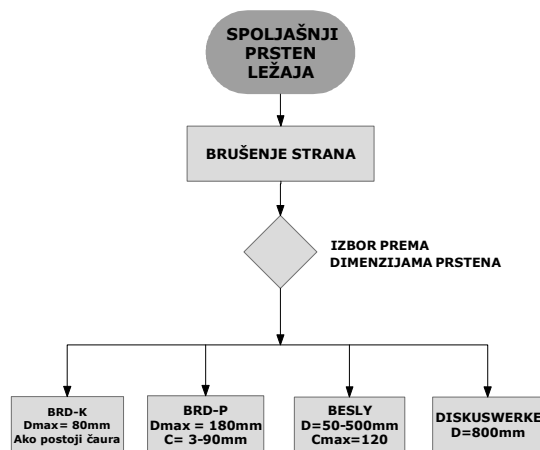 SPOLJAŠNJI
PRSTEN
LEŽAJA
BRUŠENJE STRANA
IZBOR PREMA
DIMENZIJAMA PRSTENA
BRD-K
Dmax= 80mm
Ako postoji čaura
BRD-P
Dmax = 180mm
C= 3-90mm
BESLY
D=50-500mm
Cmax=120
DISKUSWERKE
D=800mm